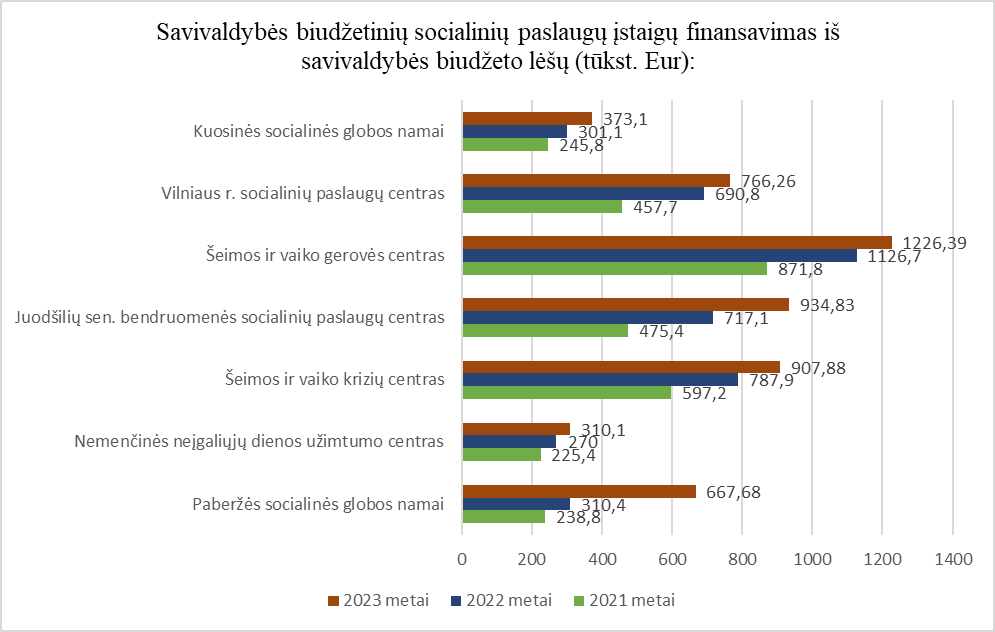 Savivaldybės biudžetinių socialinių paslaugų įstaigų finansavimas iš
savivaldybės biudžeto lėšų (tūkst. Eur):
Kuosinės socialinės globos namai
373,1
301,1
245,8
Vilniaus r. socialinių paslaugų centras
766,26
690,8
457,7
Šeimos ir vaiko gerovės centras
1226,39
1126,7
871,8
Juodšilių sen. bendruomenės socialinių paslaugų centras
934,83
717,1
475,4
Šeimos ir vaiko krizių centras
907,88
787,9
597,2
Nemenčinės neįgaliųjų dienos užimtumo centras
310,1
270
225,4
Paberžės socialinės globos namai
667,68
310,4
238,8
0 200 400 600 800 1000 1200 1400
2023 metai 2022 metai 2021 metai